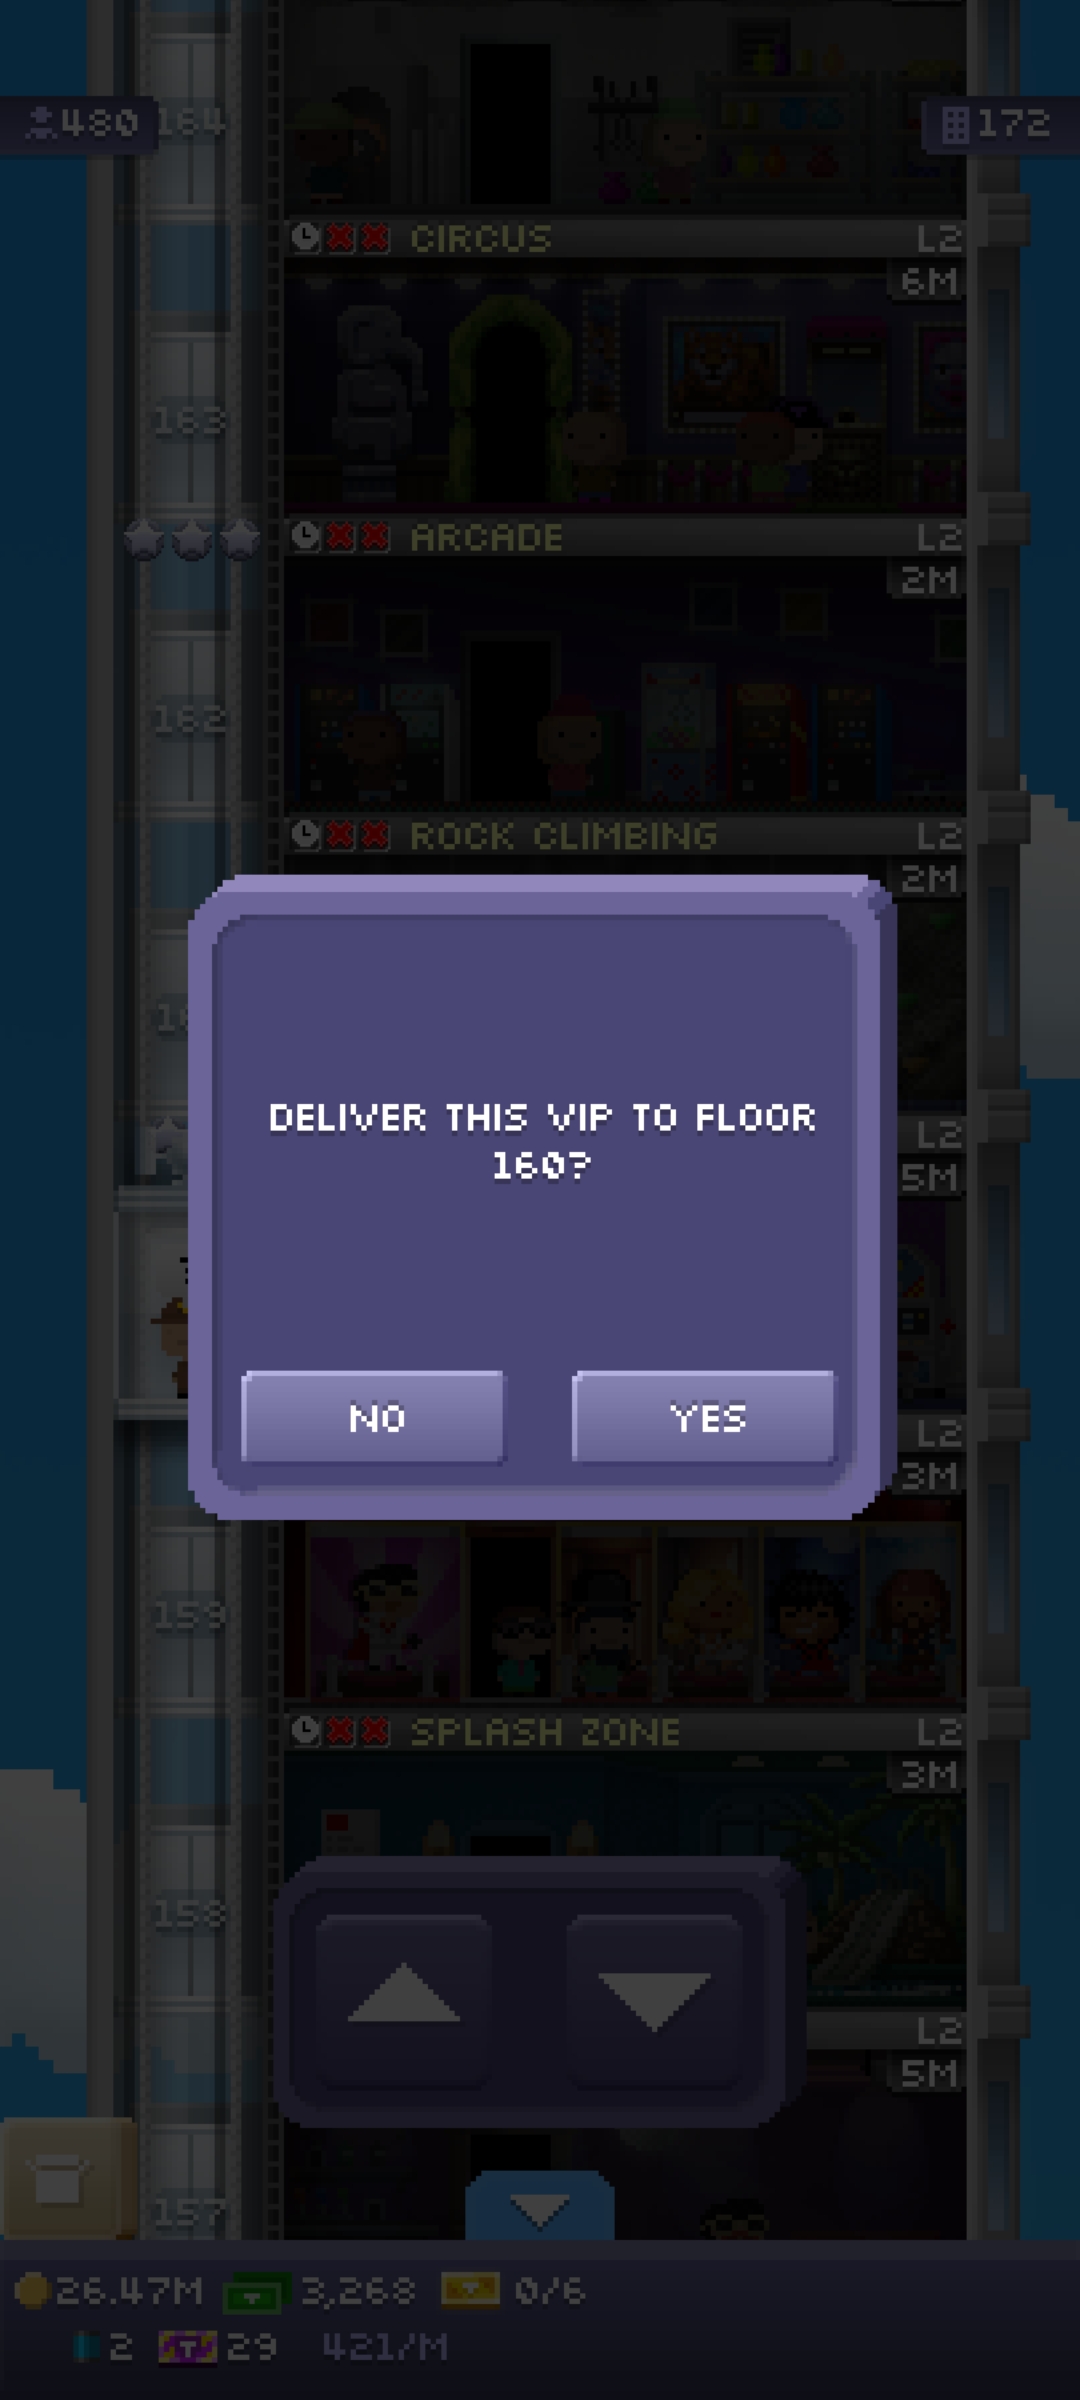 480
164
172
CIRCUS L2
6M
163
ARCADE L2
2M
162
ROCK CLIMBING L2
2M
L2
5M
DELIVER THIS VIP TO FLOOR
160?
NO
YES
L2
3M
159
SPLASH ZONE L2
3M
158
L2
5M
157
26.47M 3,268 0/6
2 T 29 421/M